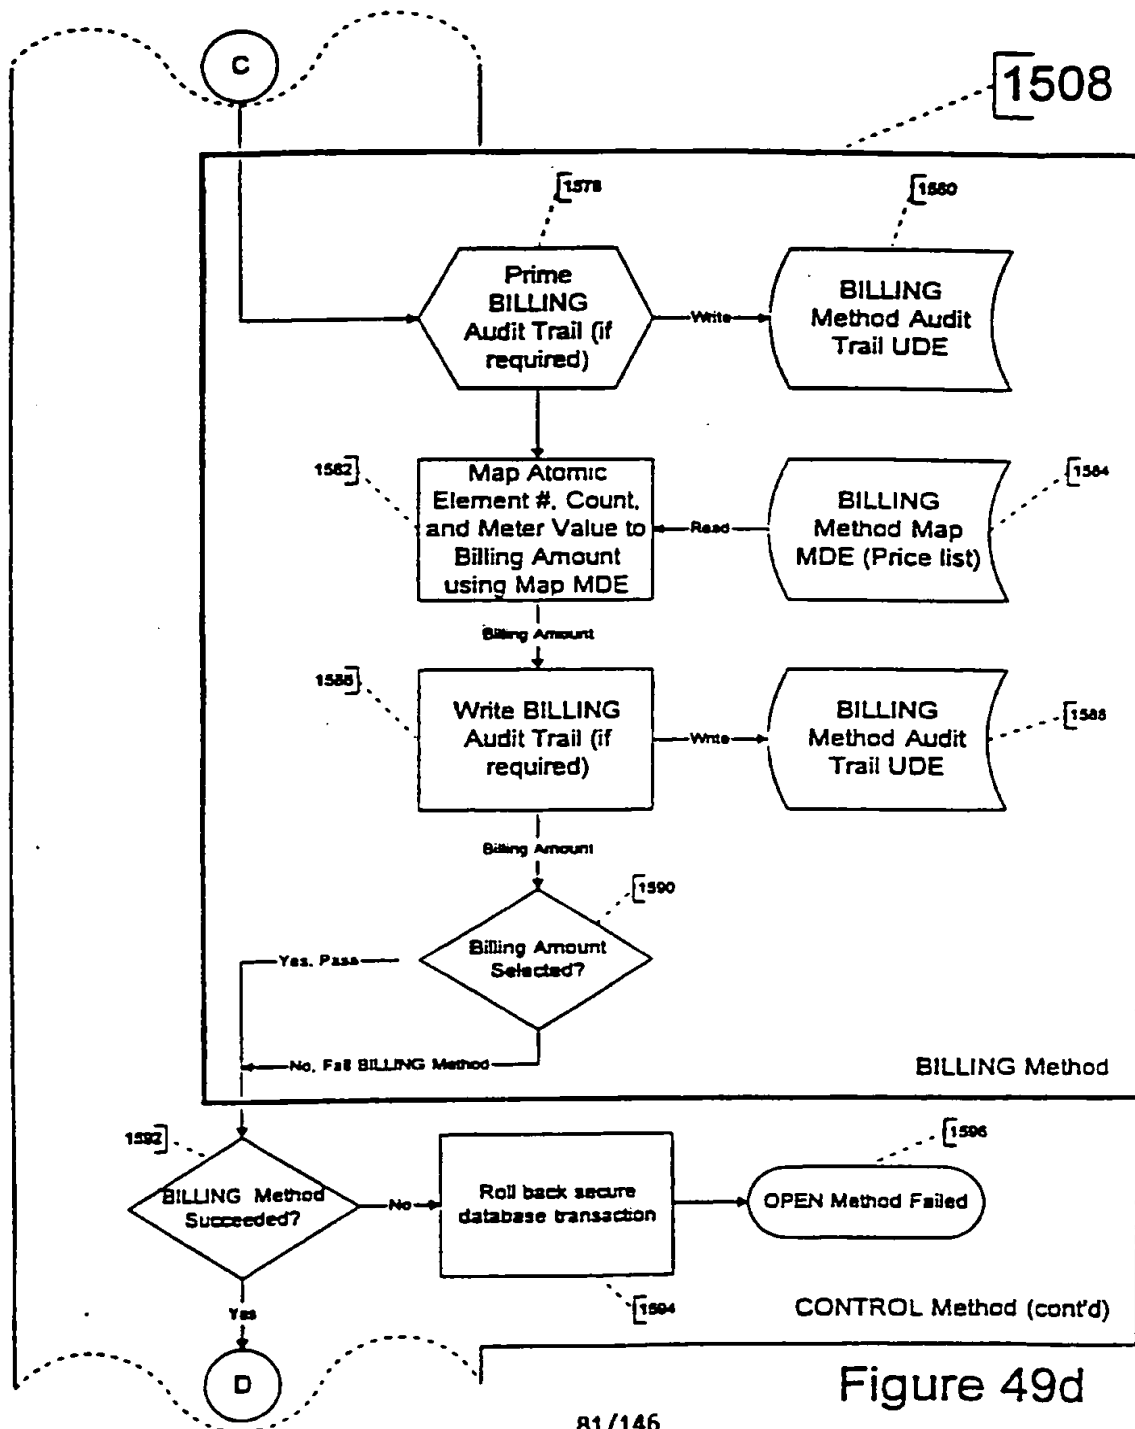 C
1508
1578
1580
Prime
BILLING
Audit Trail (if
required)
Write
BILLING
Method Audit
Trail UDE
1582
Map Atomic
Element #, Count,
and Meter Value to
Billing Amount
using Map MDE
Read
BILLING
Method Map
MDE (Price list)
1584
Billing Amount
1586
Write BILLING
Audit Trail (if
required)
Write
BILLING
Method Audit
Trail UDE
1588
Billing Amount
1590
Billing Amount
Selected?
Yes, Pass
No, Fail BILLING Method
BILLING Method
1592
BILLING Method
Succeeded?
No
Roll back secure
database transaction
1594
OPEN Method Failed
1596
Yes
CONTROL Method (cont'd)
D
Figure 49d
81/146